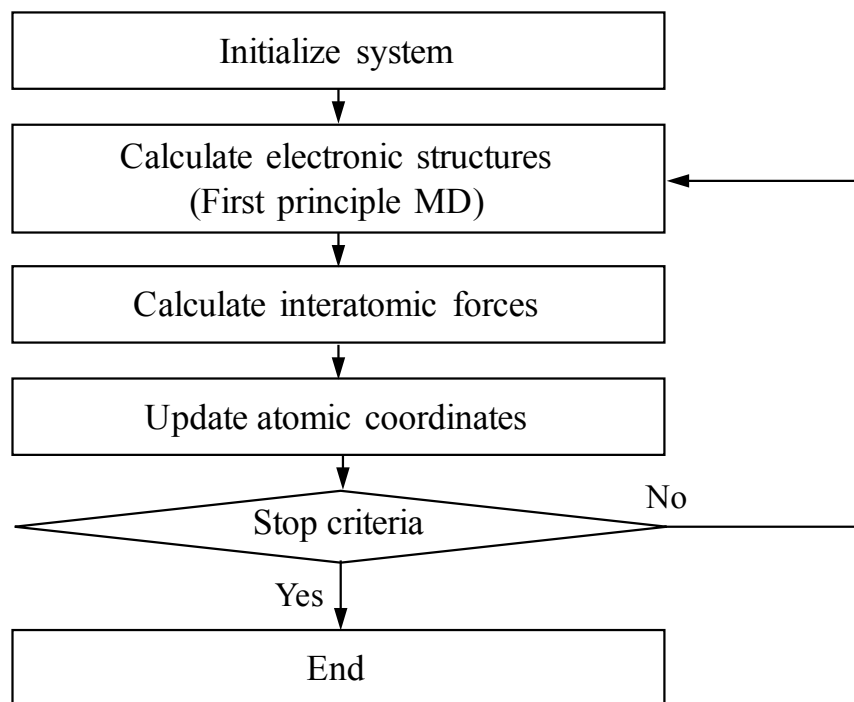 Initialize system
Calculate electronic structures
(First principle MD)
Calculate interatomic forces
Update atomic coordinates
No
Stop criteria
Yes
End